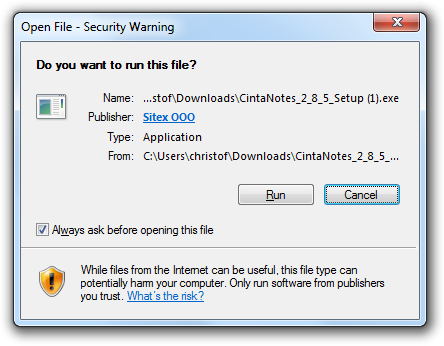 Open File - Security Warning
Do you want to run this file?
Name: ...stof\Downloads\CintaNotes_2_8_5_Setup (1).exe
Publisher: Sitex OOO
Type: Application
From: C:\Users\christof\Downloads\CintaNotes_2_8_5_...
Run Cancel
Always ask before opening this file
While files from the Internet can be useful, this file type can
potentially harm your computer. Only run software from publishers
you trust. What's the risk?